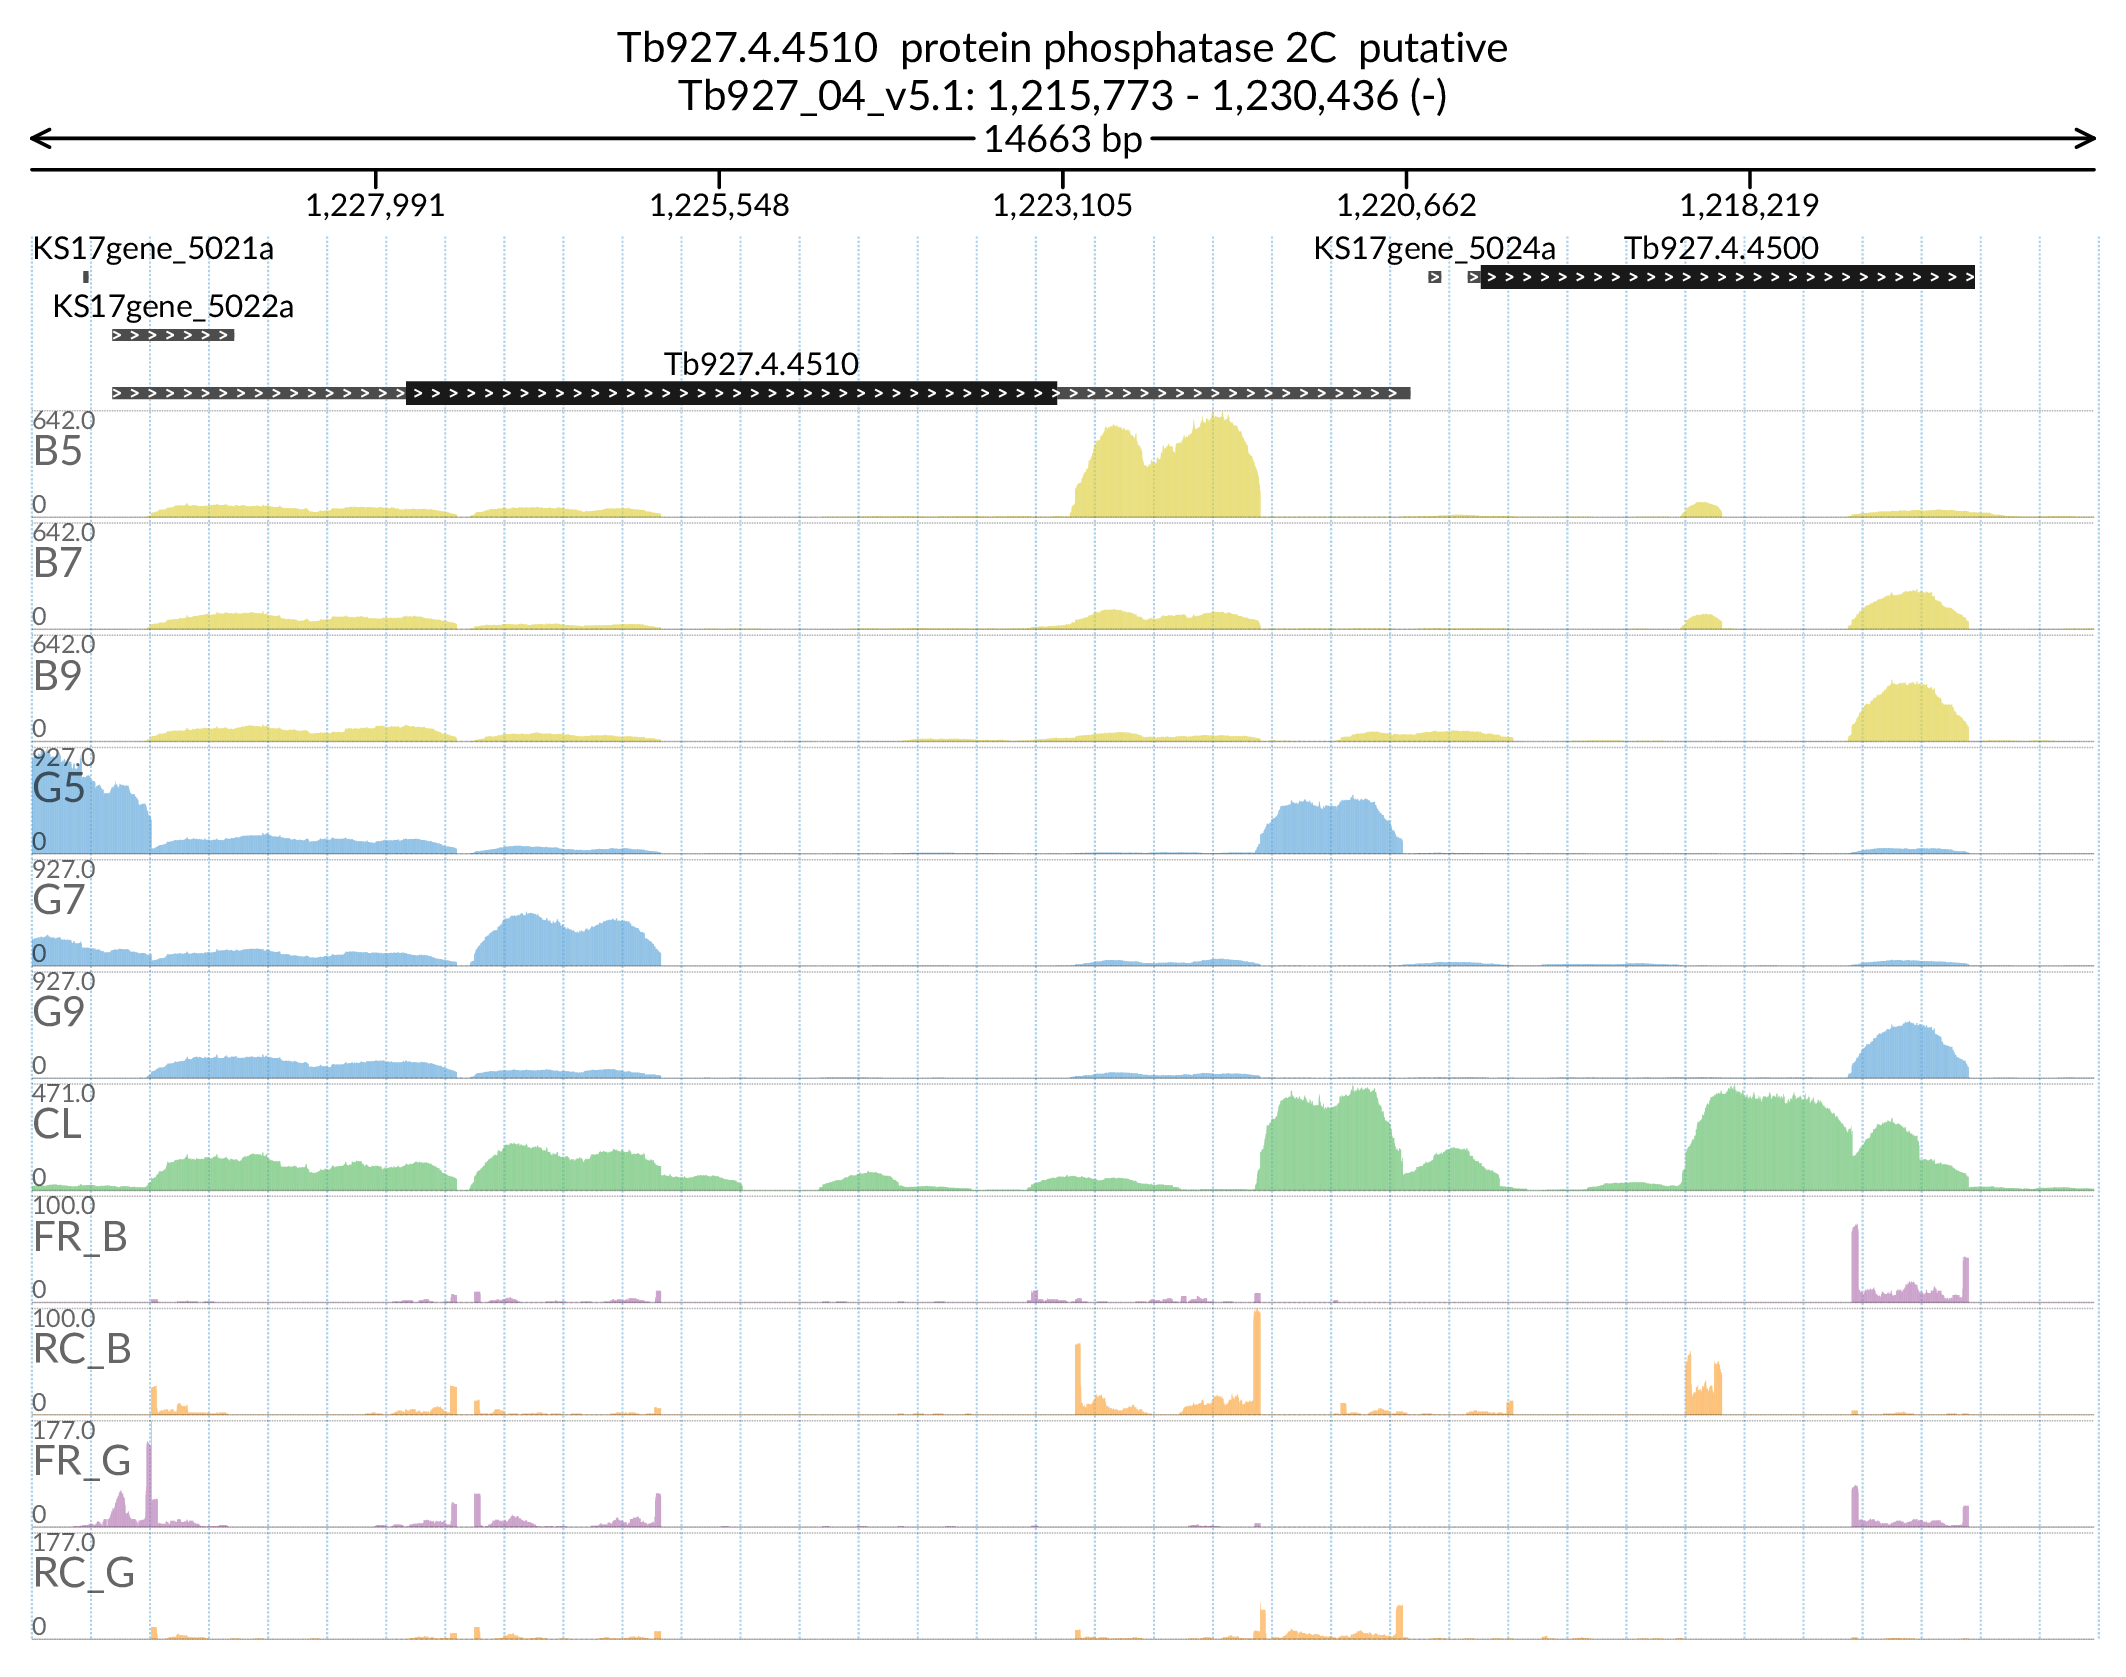 Tb927.4.4510  protein phosphatase 2C  putative
Tb927_04_v5.1: 1,215,773 - 1,230,436 (-)
14663 bp
1,227,991 1,225,548 1,223,105 1,220,662 1,218,219
KS17gene_5021a KS17gene_5024a Tb927.4.4500
KS17gene_5022a
Tb927.4.4510
642.0
B5
0
642.0
B7
0
642.0
B9
0
927.0
G5
0
927.0
G7
0
927.0
G9
0
471.0
CL
0
100.0
FR_B
0
100.0
RC_B
0
177.0
FR_G
0
177.0
RC_G
0